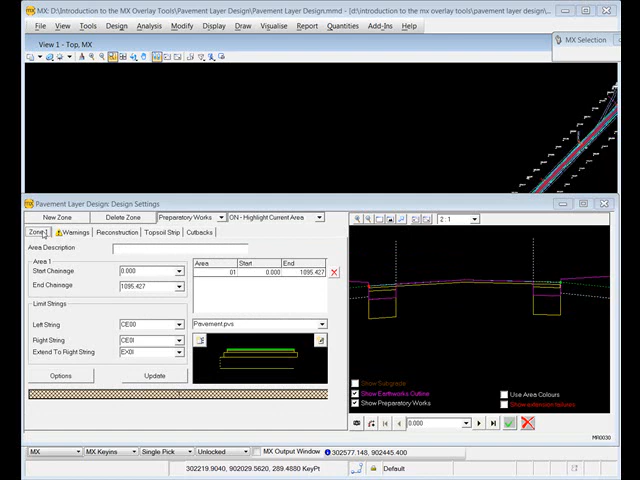 MX: D:\Introduction to the MX Overlay Tools\Pavement Layer Design\Pavement Layer Design.mmd - [d:\introduction to the mx overlay tools\pavement layer design\
File View Tools Design Analysis Modify Drawing Visualise Report Quantities Add-Ins Help
View 1 - Top, MX
MX Selection
Pavement Layer Design: Design Settings
New Zone Delete Zone Preparatory Works ON - Highlight Current Area
Zone 1 Warnings Reconstruction Topsoil Strip Cutbacks
2 : 1
Area Description
Area 1
Start Chainage 0.000
End Chainage 1095.427
Area Start End
01 0.000 1095.427
Limit Strings
Left String CE00
Right String CE0I
Extend To Right String EX0I
Pavement.pvs
Options Update
Show Subgrade
Show Earthworks Outline
Show Preparatory Works
Use Area Colours
Show extension failures
0.000
MR0030
MX MX Keyins Single Pick Unlocked MX Output Window 302577.148, 902445.400
302219.9040, 902029.5620, 289.4880 KeyPt Default